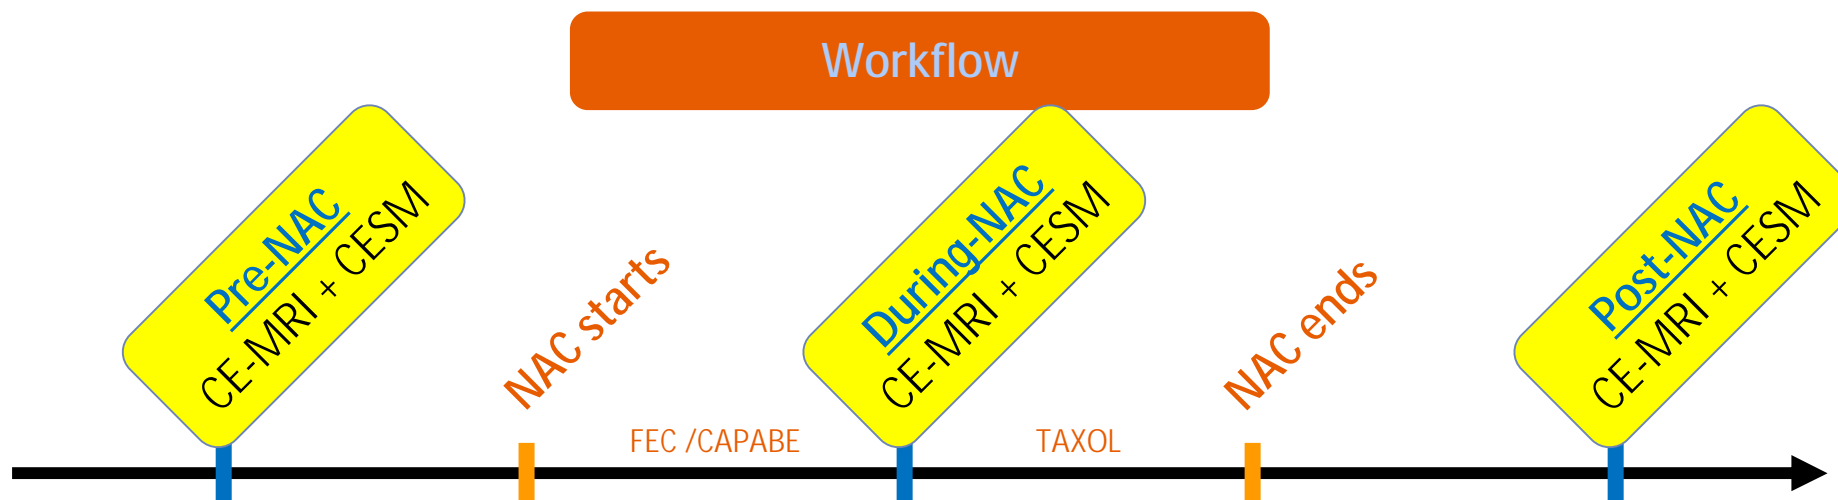 Workflow
Pre-NAC
CE-MRI + CESM
NAC starts
FEC /CAPABE
During-NAC
CE-MRI + CESM
TAXOL
NAC ends
Post-NAC
CE-MRI + CESM